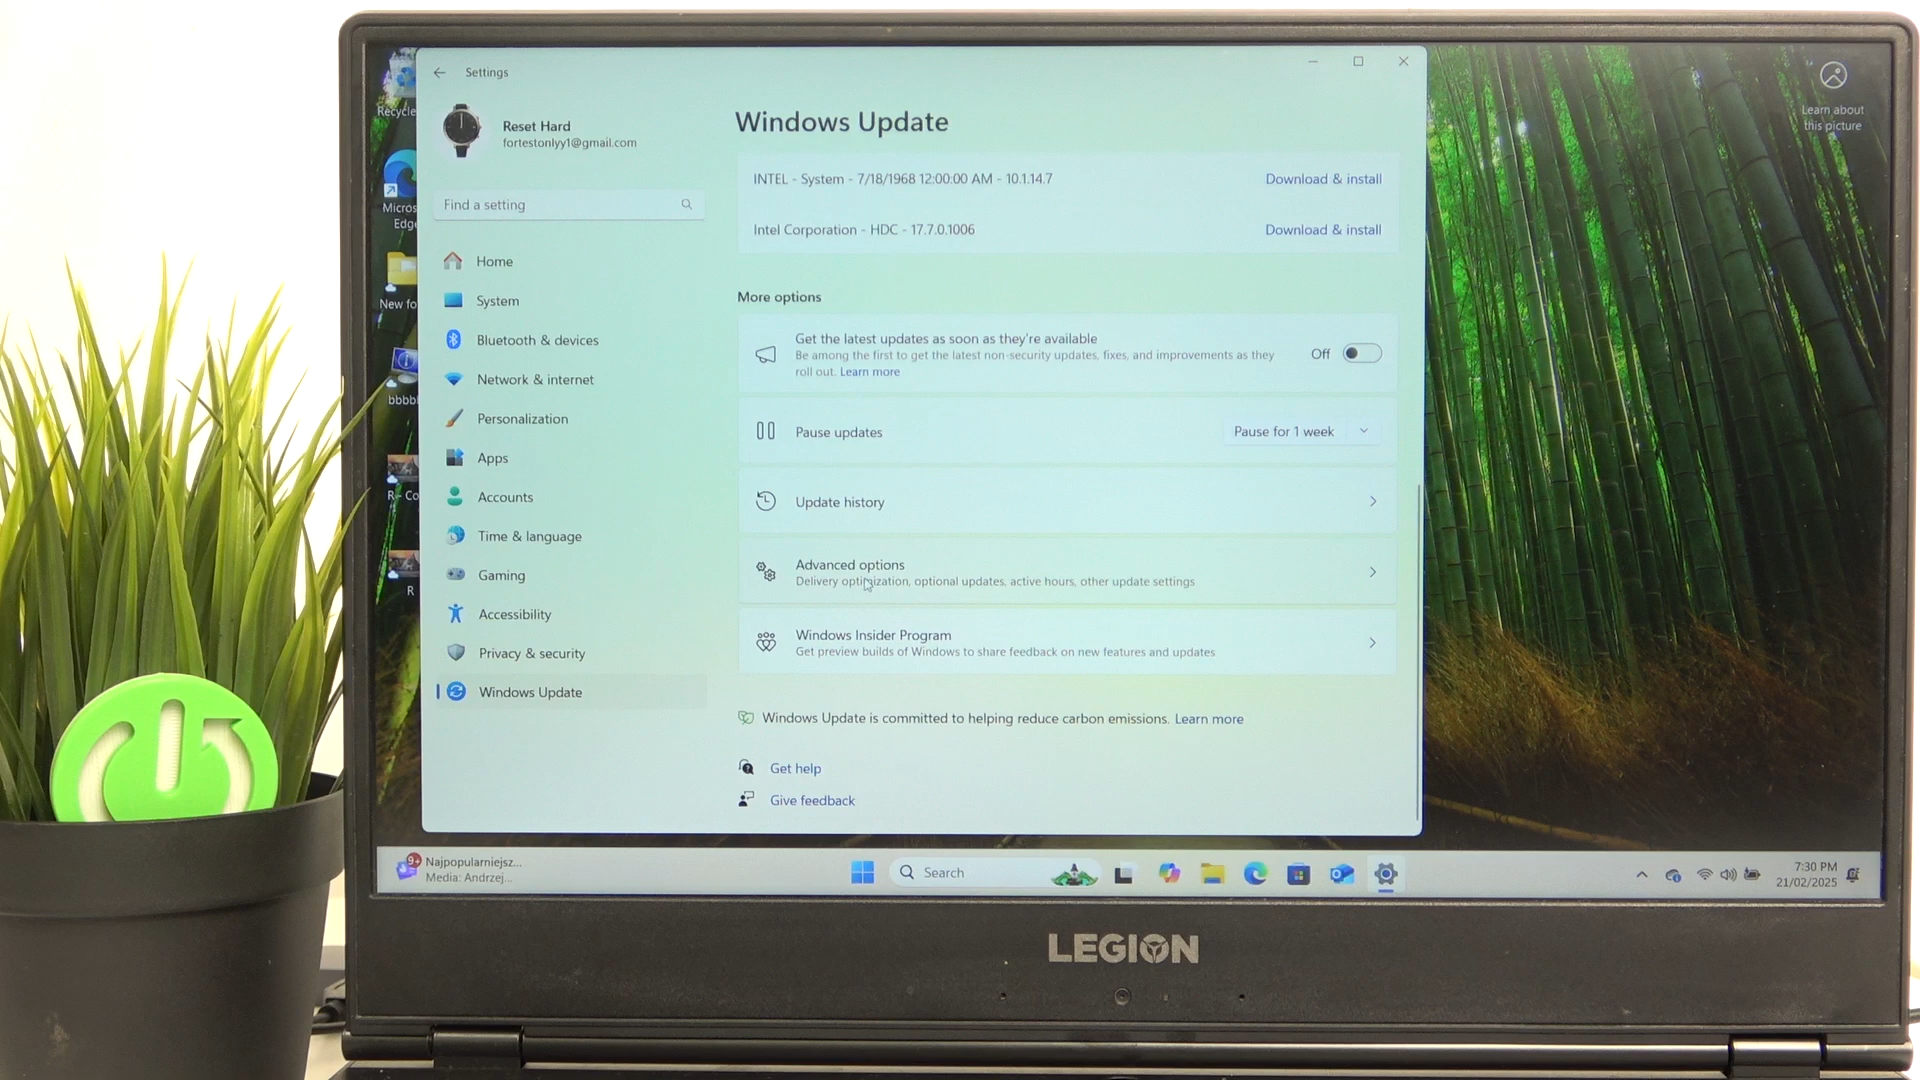 Settings
Reset Hard
fortestonlyy1@gmail.com
Find a setting
Home
System
Bluetooth & devices
Network & internet
Personalization
Apps
Accounts
Time & language
Gaming
Accessibility
Privacy & security
Windows Update
Windows Update
INTEL - System - 7/18/1968 12:00:00 AM - 10.1.14.7
Download & install
Intel Corporation - HDC - 17.7.0.1006
Download & install
More options
Get the latest updates as soon as they're available
Be among the first to get the latest non-security updates, fixes, and improvements as they
roll out. Learn more
Off
Pause updates
Pause for 1 week
Update history
Advanced options
Delivery optimization, optional updates, active hours, other update settings
Windows Insider Program
Get preview builds of Windows to share feedback on new features and updates
Windows Update is committed to helping reduce carbon emissions. Learn more
Get help
Give feedback
Recycle
Micros
Edge
New fo
bbbb
R - Co
R
Learn about
this picture
9+
Najpopularniejsz...
Media: Andrzej...
Search
7:30 PM
21/02/2025
LEGION